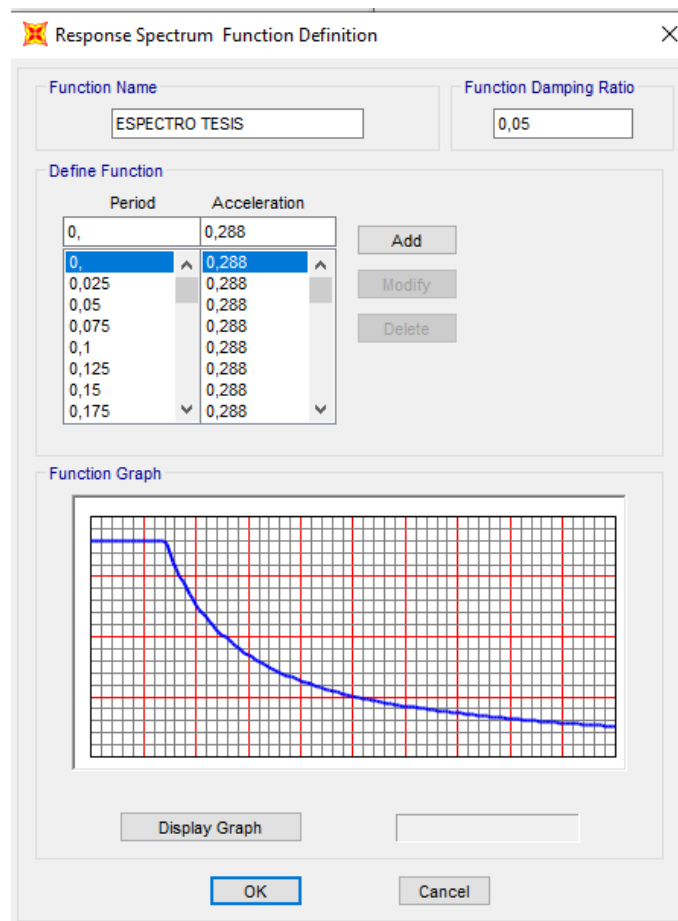 Response Spectrum Function Definition
Function Name
Function Damping Ratio
ESPECTRO TESIS
0,05
Define Function
Period Acceleration
0, 0,288
Add
0, 0,288
0,025 0,288
Modify
0,05 0,288
0,075 0,288
Delete
0,1 0,288
0,125 0,288
0,15 0,288
0,175 0,288
Function Graph
Display Graph
OK Cancel